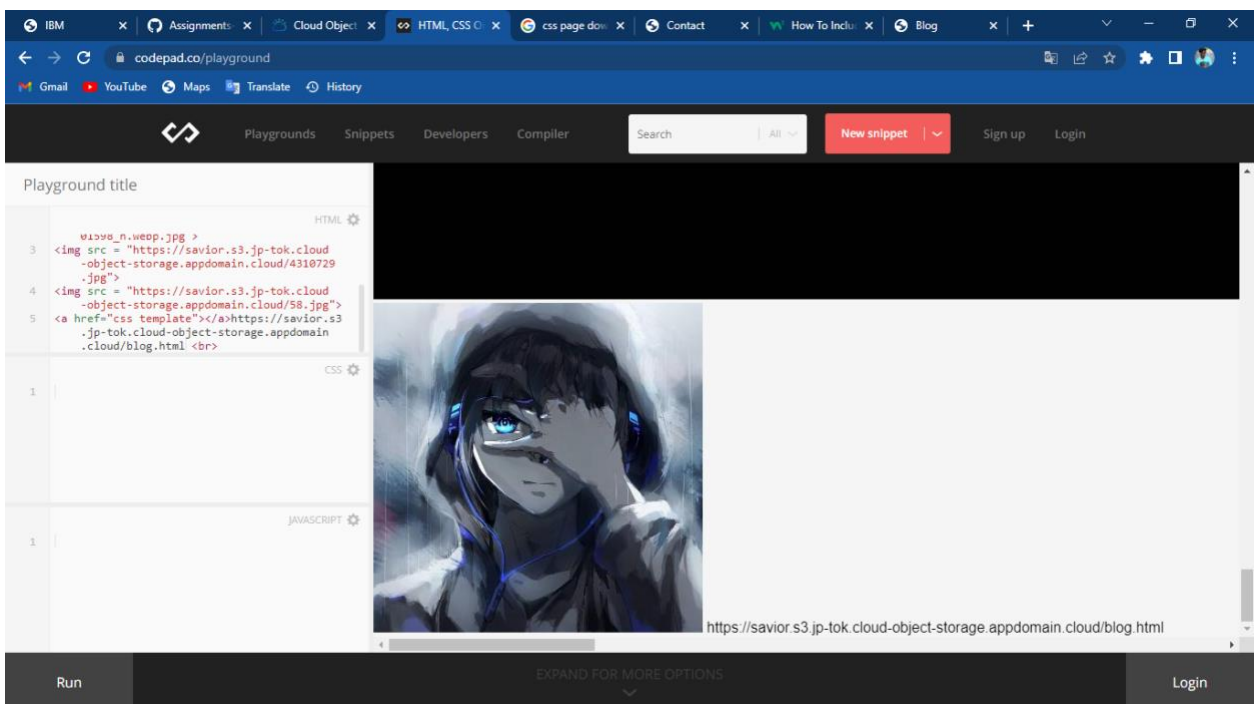 IBM
Assignments-
Cloud Object
HTML, CSS O
css page dow
Contact
How To Inclu
Blog
codepad.co/playground
Gmail
YouTube
Maps
Translate
History
Playgrounds
Snippets
Developers
Compiler
Search
All
New snippet
Sign up
Login
Playground title
HTML
01598_n.webp.jpg >
3 <img src = "https://savior.s3.jp-tok.cloud
-object-storage.appdomain.cloud/4310729
.jpg">
4 <img src = "https://savior.s3.jp-tok.cloud
-object-storage.appdomain.cloud/58.jpg">
5 <a href="css template"></a>https://savior.s3
.jp-tok.cloud-object-storage.appdomain
.cloud/blog.html <br>
CSS
1
JAVASCRIPT
1
https://savior.s3.jp-tok.cloud-object-storage.appdomain.cloud/blog.html
Run
EXPAND FOR MORE OPTIONS
Login